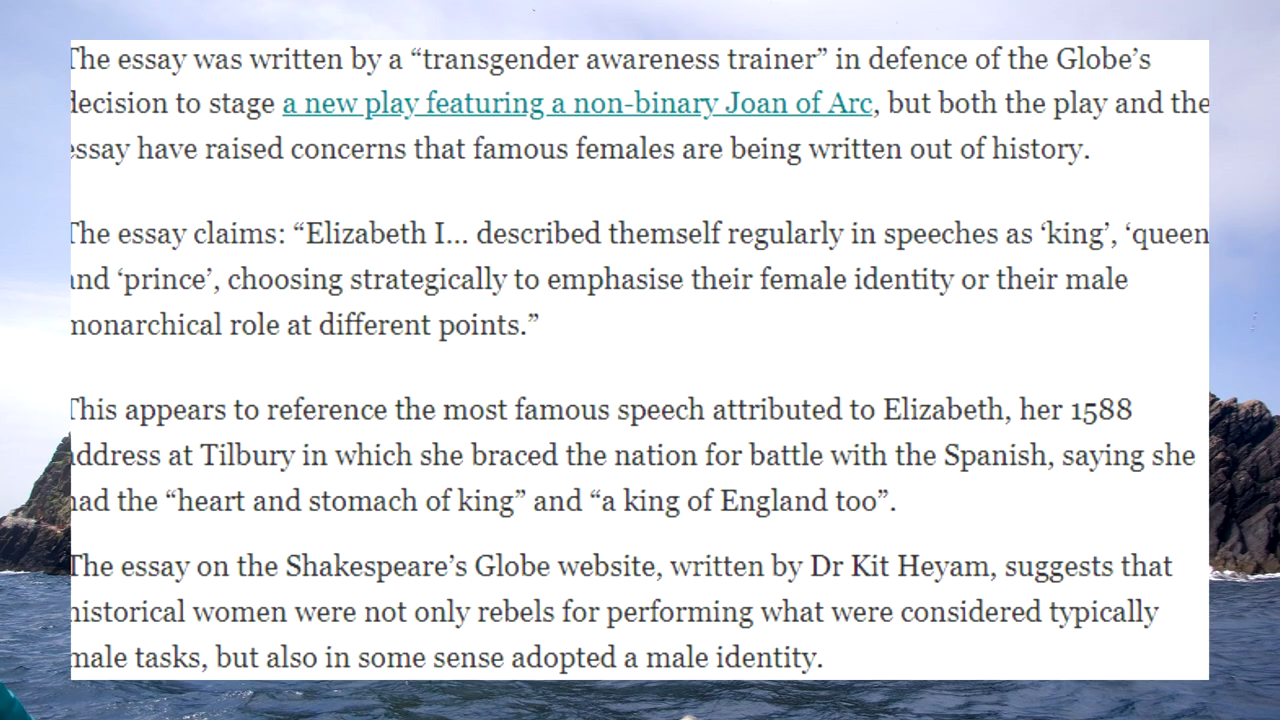 The essay was written by a “transgender awareness trainer” in defence of the Globe’s
decision to stage a new play featuring a non-binary Joan of Arc, but both the play and the
essay have raised concerns that famous females are being written out of history.
The essay claims: “Elizabeth I... described themself regularly in speeches as ‘king’, ‘queen
and ‘prince’, choosing strategically to emphasise their female identity or their male
monarchical role at different points.”
This appears to reference the most famous speech attributed to Elizabeth, her 1588
address at Tilbury in which she braced the nation for battle with the Spanish, saying she
had the “heart and stomach of king” and “a king of England too”.
The essay on the Shakespeare’s Globe website, written by Dr Kit Heyam, suggests that
historical women were not only rebels for performing what were considered typically
male tasks, but also in some sense adopted a male identity.